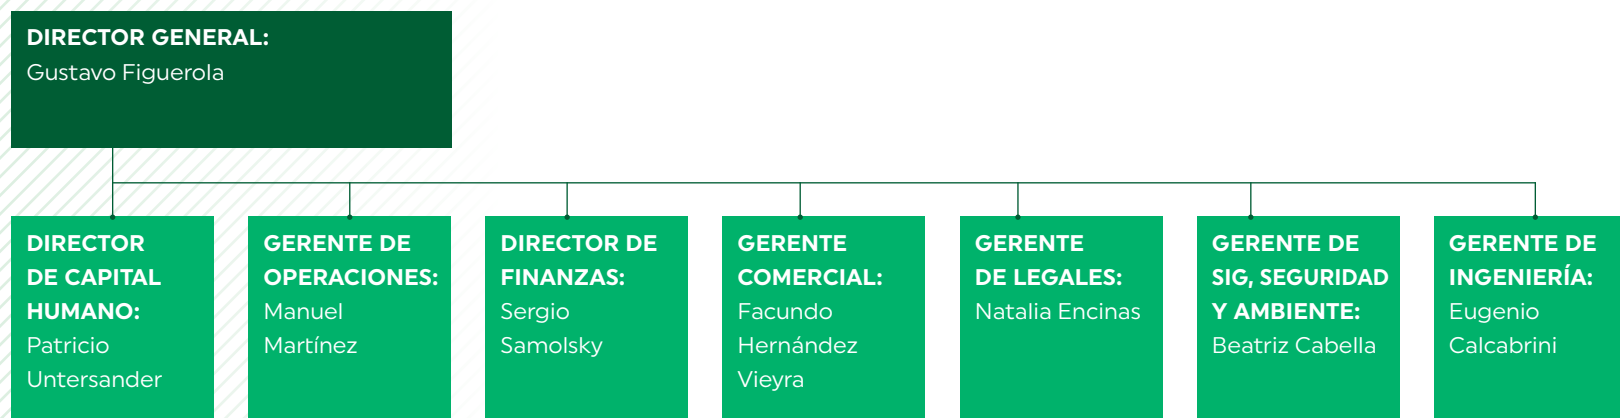 DIRECTOR GENERAL:
Gustavo Figuerola
DIRECTOR
DE CAPITAL
HUMANO:
Patricio
Untersander
GERENTE DE
OPERACIONES:
Manuel
Martínez
DIRECTOR DE
FINANZAS:
Sergio
Samolsky
GERENTE
COMERCIAL:
Facundo
Hernández
Vieyra
GERENTE
DE LEGALES:
Natalia Encinas
GERENTE DE
SIG, SEGURIDAD
Y AMBIENTE:
Beatriz Cabella
GERENTE DE
INGENIERÍA:
Eugenio
Calcabrini